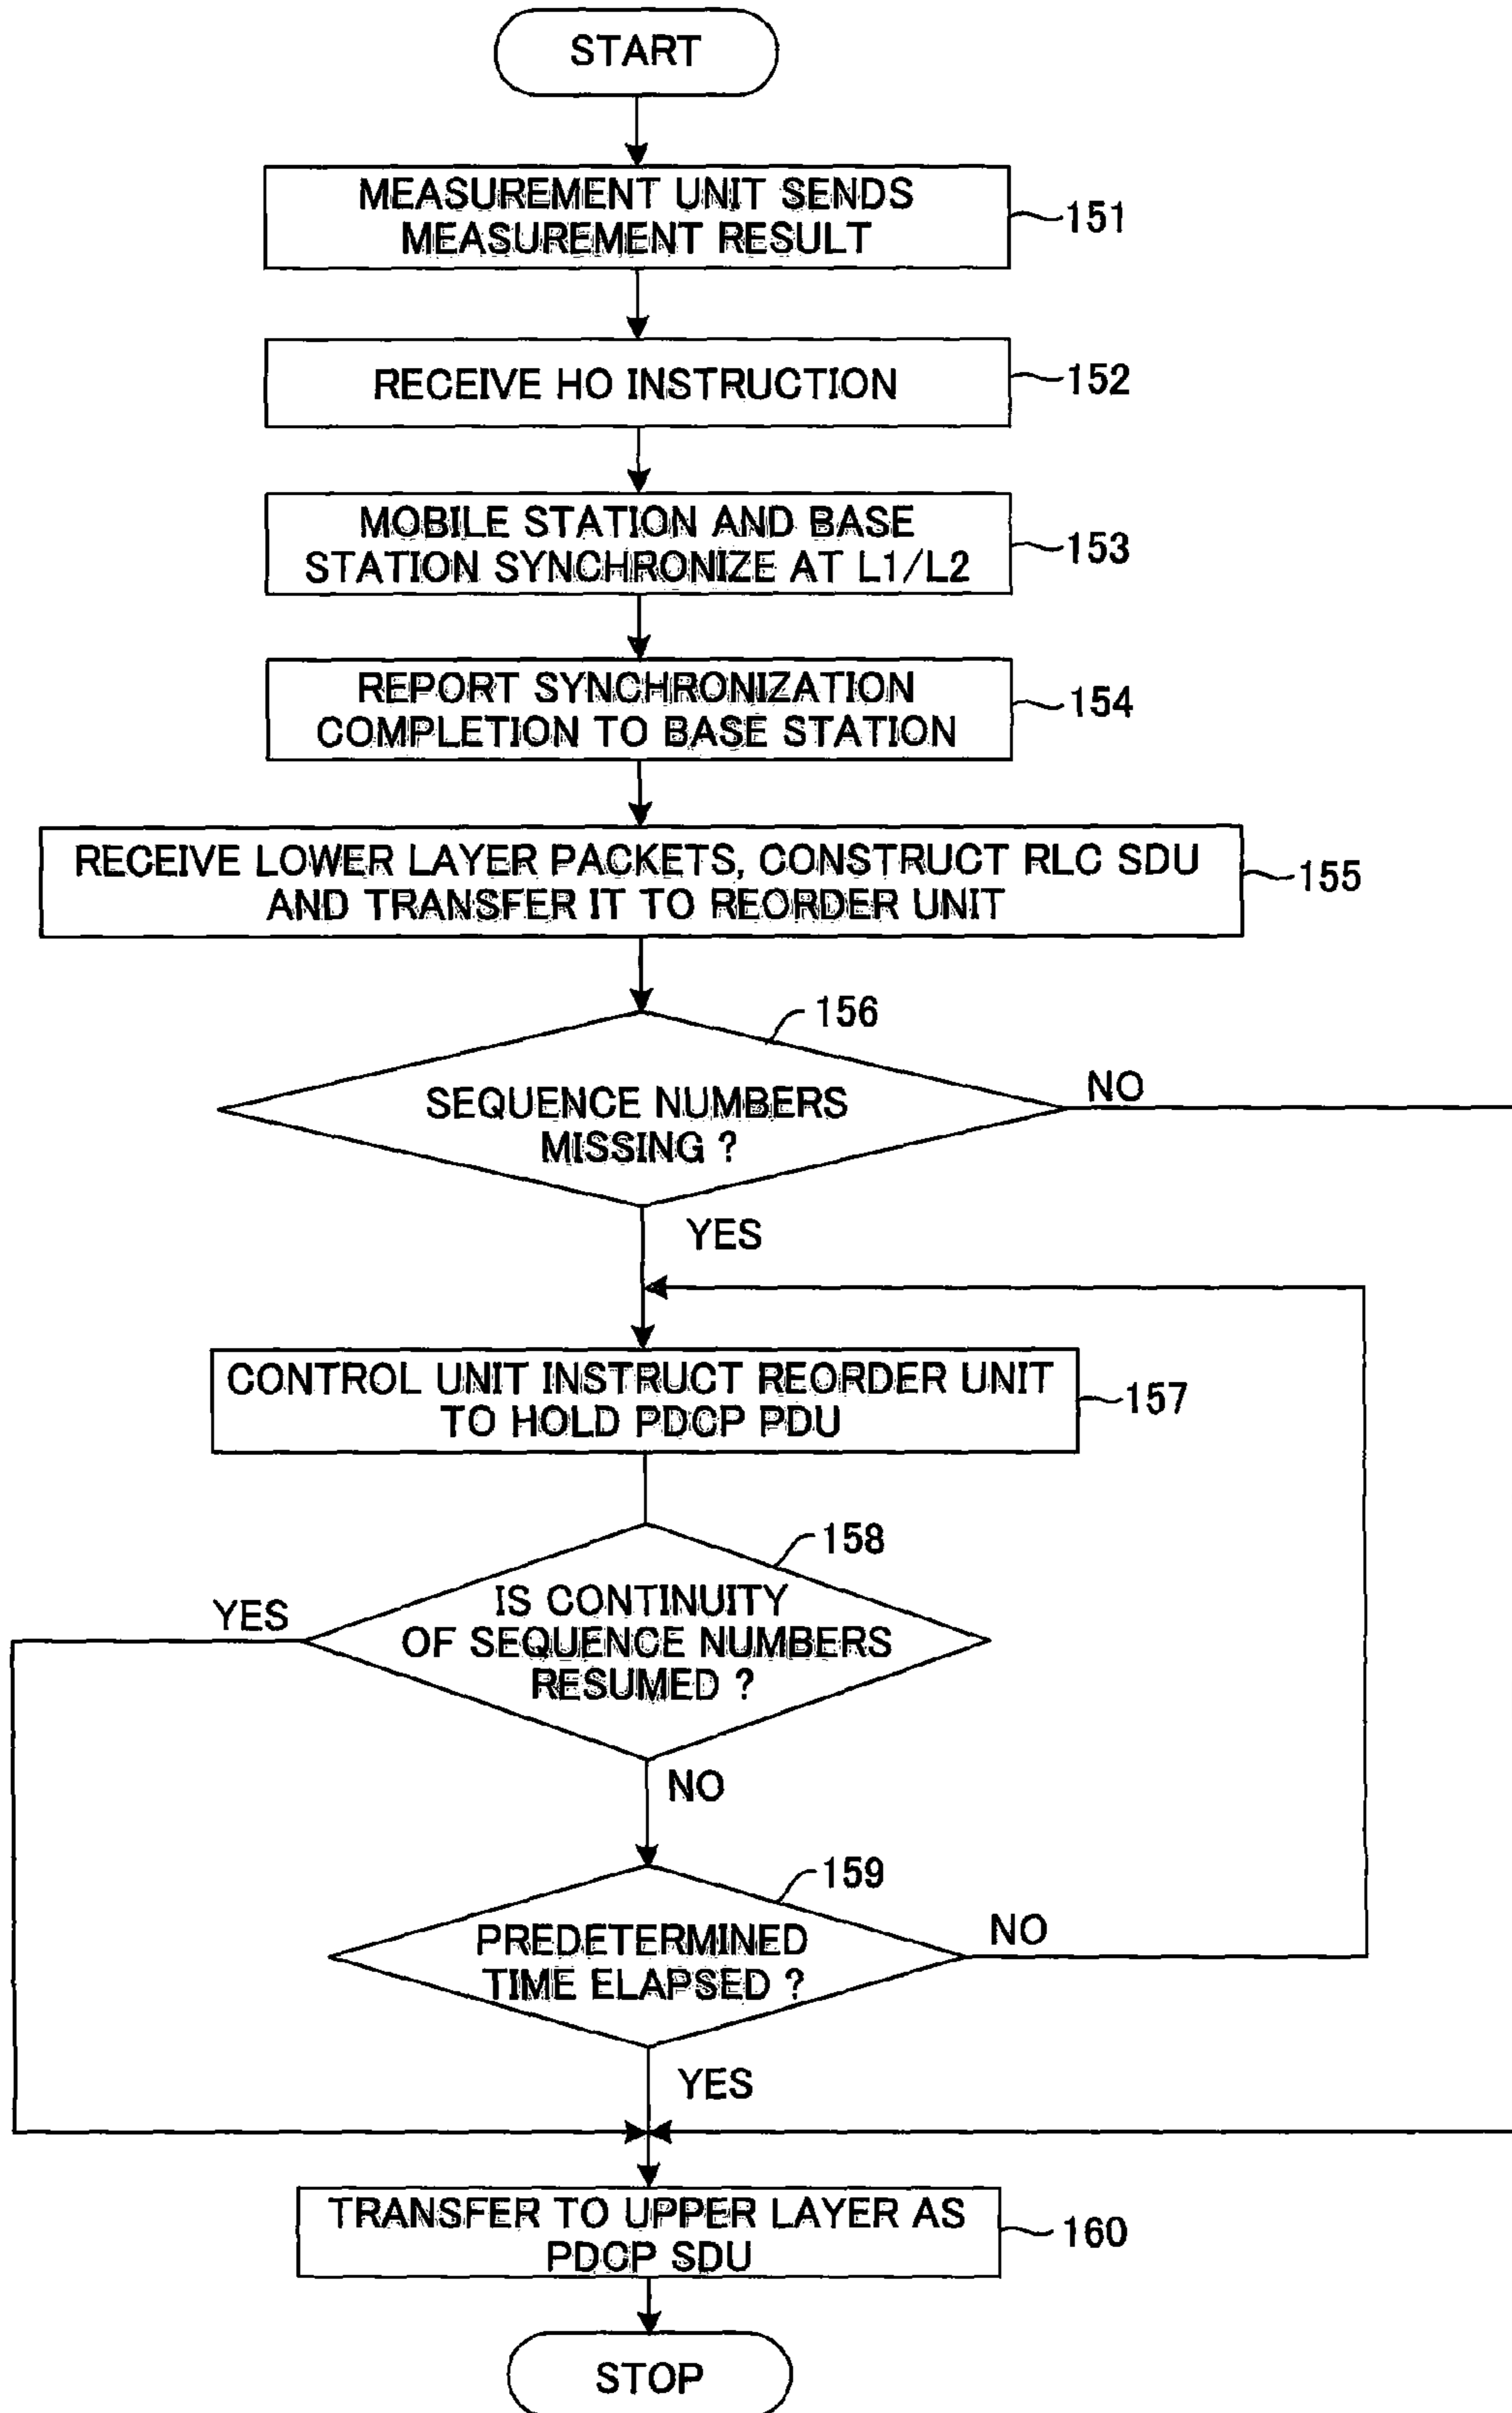 START
MEASUREMENT UNIT SENDS
MEASUREMENT RESULT
151
RECEIVE HO INSTRUCTION
152
MOBILE STATION AND BASE
STATION SYNCHRONIZE AT L1/L2
153
REPORT SYNCHRONIZATION
COMPLETION TO BASE STATION
154
RECEIVE LOWER LAYER PACKETS, CONSTRUCT RLC SDU
AND TRANSFER IT TO REORDER UNIT
155
156
SEQUENCE NUMBERS
MISSING ?
NO
YES
CONTROL UNIT INSTRUCT REORDER UNIT
TO HOLD PDCP PDU
157
158
IS CONTINUITY
OF SEQUENCE NUMBERS
RESUMED ?
YES
NO
159
PREDETERMINED
TIME ELAPSED ?
NO
YES
TRANSFER TO UPPER LAYER AS
PDCP SDU
160
STOP